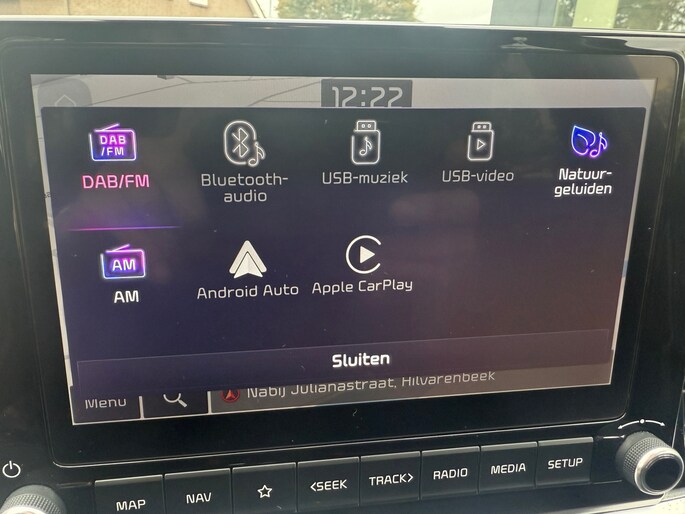 12:22
DAB
/FM
DAB/FM
Bluetooth-
audio
USB-muziek
USB-video
Natuur-
geluiden
AM
AM
Android Auto
Apple CarPlay
Sluiten
Menu
Nabij Julianastraat, Hilvarenbeek
MAP
NAV
<SEEK
TRACK>
RADIO
MEDIA
SETUP